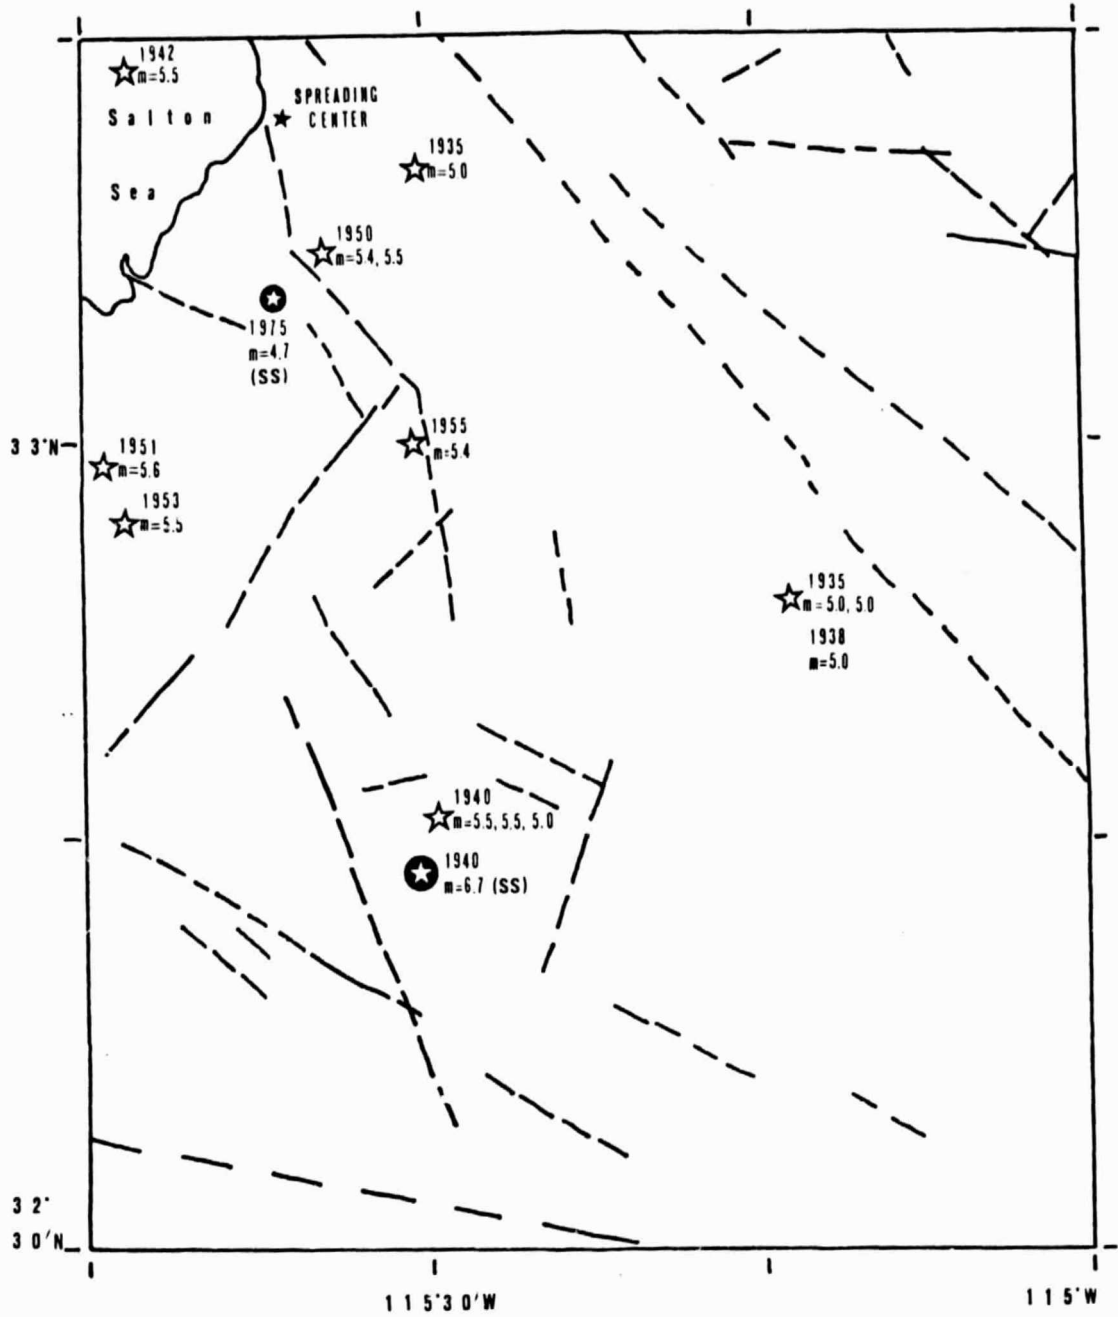 1942
m=5.5
Salton
Sea
SPREADING
CENTER
1935
m=5.0
1950
m=5.4, 5.5
1975
m=4.7
(SS)
33°N
1955
m=5.4
1951
m=5.6
1953
m=5.5
1935
m=5.0, 5.0
1938
m=5.0
1940
m=5.5, 5.5, 5.0
1940
m=6.7 (SS)
32°
30'N
115°30'W
115°W